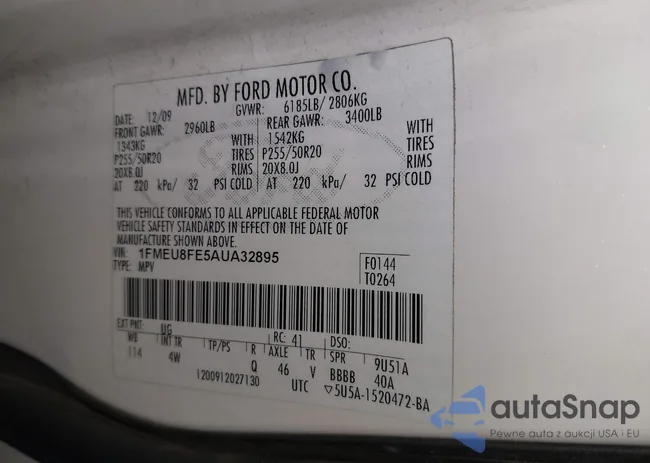 MFD. BY FORD MOTOR CO.
DATE: 12/09 GVWR: 6185LB/ 2806KG
FRONT GAWR: 2960LB REAR GAWR: 3400LB
1343KG WITH 1542KG WITH
P255/50R20 TIRES P255/50R20 TIRES
20X8.0J RIMS 20X8.0J RIMS
AT 220 kPa/ 32 PSI COLD AT 220 kPa/ 32 PSI COLD
THIS VEHICLE CONFORMS TO ALL APPLICABLE FEDERAL MOTOR
VEHICLE SAFETY STANDARDS IN EFFECT ON THE DATE OF
MANUFACTURE SHOWN ABOVE.
VIN: 1FMEU8FE5AUA32895
TYPE: MPV
F0144
T0264
EXT PNT: UG RC: 41 DSO:
WB INT TR TP/PS R AXLE TR SPR 9U51A
114 4W Q 46 V BBBB 40A
1200912027130 UTC ▽5U5A-1520472-BA
autaSnap
Pewne auta z aukcji USA i EU